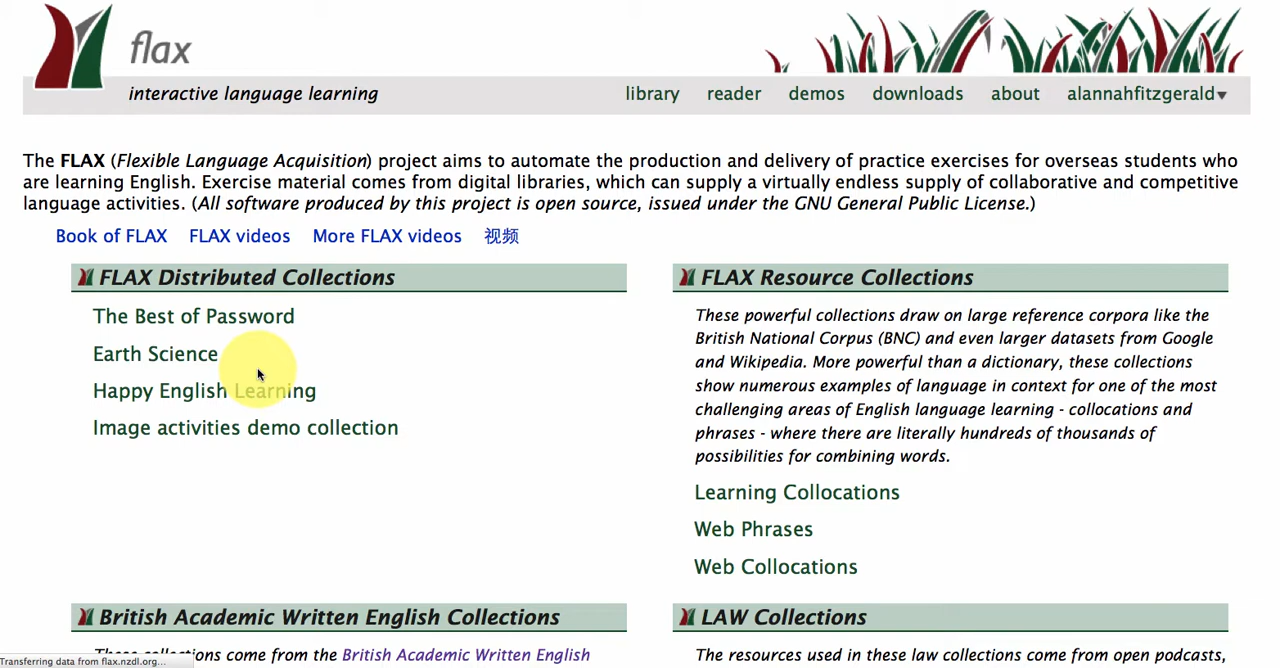 flax
interactive language learning
library reader demos downloads about alannahfitzgerald▼
The FLAX (Flexible Language Acquisition) project aims to automate the production and delivery of practice exercises for overseas students who
are learning English. Exercise material comes from digital libraries, which can supply a virtually endless supply of collaborative and competitive
language activities. (All software produced by this project is open source, issued under the GNU General Public License.)
Book of FLAX FLAX videos More FLAX videos 视频
FLAX Distributed Collections
The Best of Password
Earth Science
Happy English Learning
Image activities demo collection
FLAX Resource Collections
These powerful collections draw on large reference corpora like the
British National Corpus (BNC) and even larger datasets from Google
and Wikipedia. More powerful than a dictionary, these collections
show numerous examples of language in context for one of the most
challenging areas of English language learning - collocations and
phrases - where there are literally hundreds of thousands of
possibilities for combining words.
Learning Collocations
Web Phrases
Web Collocations
British Academic Written English Collections
These collections come from the British Academic Written English
LAW Collections
The resources used in these law collections come from open podcasts,
Transferring data from flax.nzdl.org...